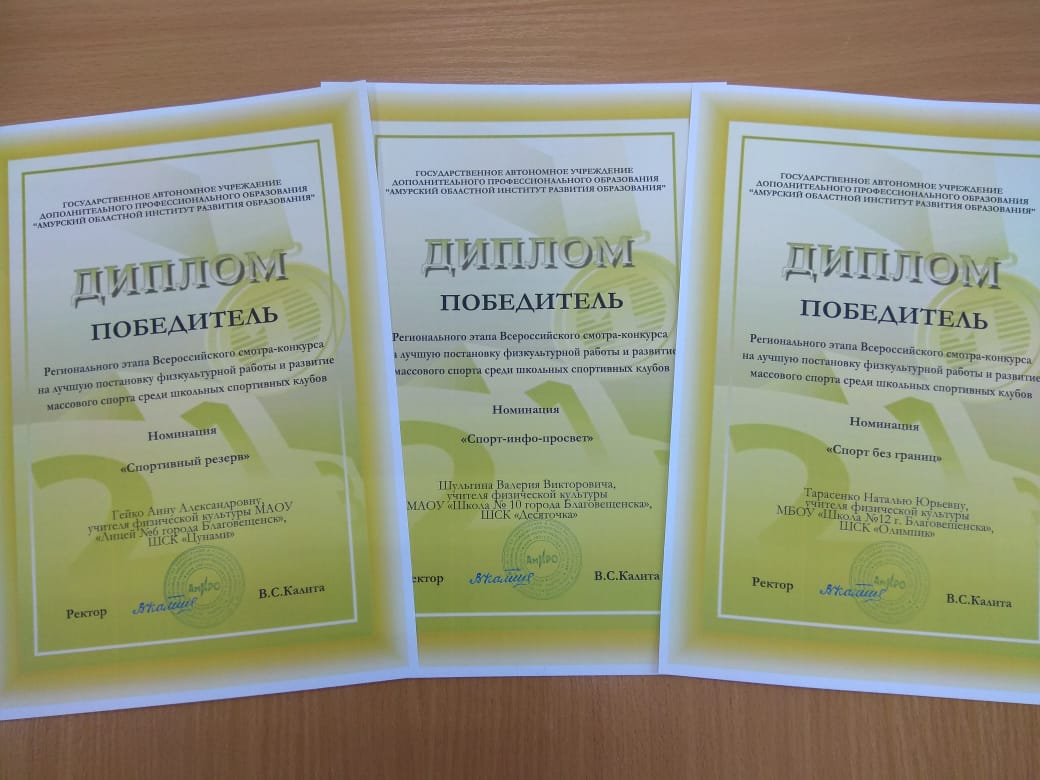 ГОСУДАРСТВЕННОЕ АВТОНОМНОЕ УЧРЕЖДЕНИЕ
ДОПОЛНИТЕЛЬНОГО ПРОФЕССИОНАЛЬНОГО ОБРАЗОВАНИЯ
"АМУРСКИЙ ОБЛАСТНОЙ ИНСТИТУТ РАЗВИТИЯ ОБРАЗОВАНИЯ"
ДИПЛОМ
ПОБЕДИТЕЛЬ
Регионального этапа Всероссийского смотра-конкурса
на лучшую постановку физкультурной работы и развитие
массового спорта среди школьных спортивных клубов
Номинация
«Спортивный резерв»
Гейко Анну Александровну,
учителя физической культуры МАОУ
«Лицей №6 города Благовещенск»,
ШСК «Цунами»
АмИРО
Ректор
В.С.Калита
ГОСУДАРСТВЕННОЕ АВТОНОМНОЕ УЧРЕЖДЕНИЕ
ДОПОЛНИТЕЛЬНОГО ПРОФЕССИОНАЛЬНОГО ОБРАЗОВАНИЯ
"АМУРСКИЙ ОБЛАСТНОЙ ИНСТИТУТ РАЗВИТИЯ ОБРАЗОВАНИЯ"
ДИПЛОМ
ПОБЕДИТЕЛЬ
Регионального этапа Всероссийского смотра-конкурса
лучшую постановку физкультурной работы и развитие
массового спорта среди школьных спортивных клубов
Номинация
«Спорт-инфо-просвет»
Шульгина Валерия Викторовича,
учителя физической культуры
МАОУ «Школа № 10 города Благовещенска»,
ШСК «Десяточка»
АмИРО
ектор
В.С.Калита
ГОСУДАРСТВЕННОЕ АВТОНОМНОЕ УЧРЕЖДЕНИЕ
ДОПОЛНИТЕЛЬНОГО ПРОФЕССИОНАЛЬНОГО ОБРАЗОВАНИЯ
"АМУРСКИЙ ОБЛАСТНОЙ ИНСТИТУТ РАЗВИТИЯ ОБРАЗОВАНИЯ"
ДИПЛОМ
ПОБЕДИТЕЛЬ
Регионального этапа Всероссийского смотра-конкурса
на лучшую постановку физкультурной работы и развитие
массового спорта среди школьных спортивных клубов
Номинация
«Спорт без границ»
Тарасенко Наталью Юрьевну,
учителя физической культуры
МБОУ «Школа №12 г. Благовещенска»,
ШСК «Олимпик»
АмИРО
Ректор
В.С.Калита